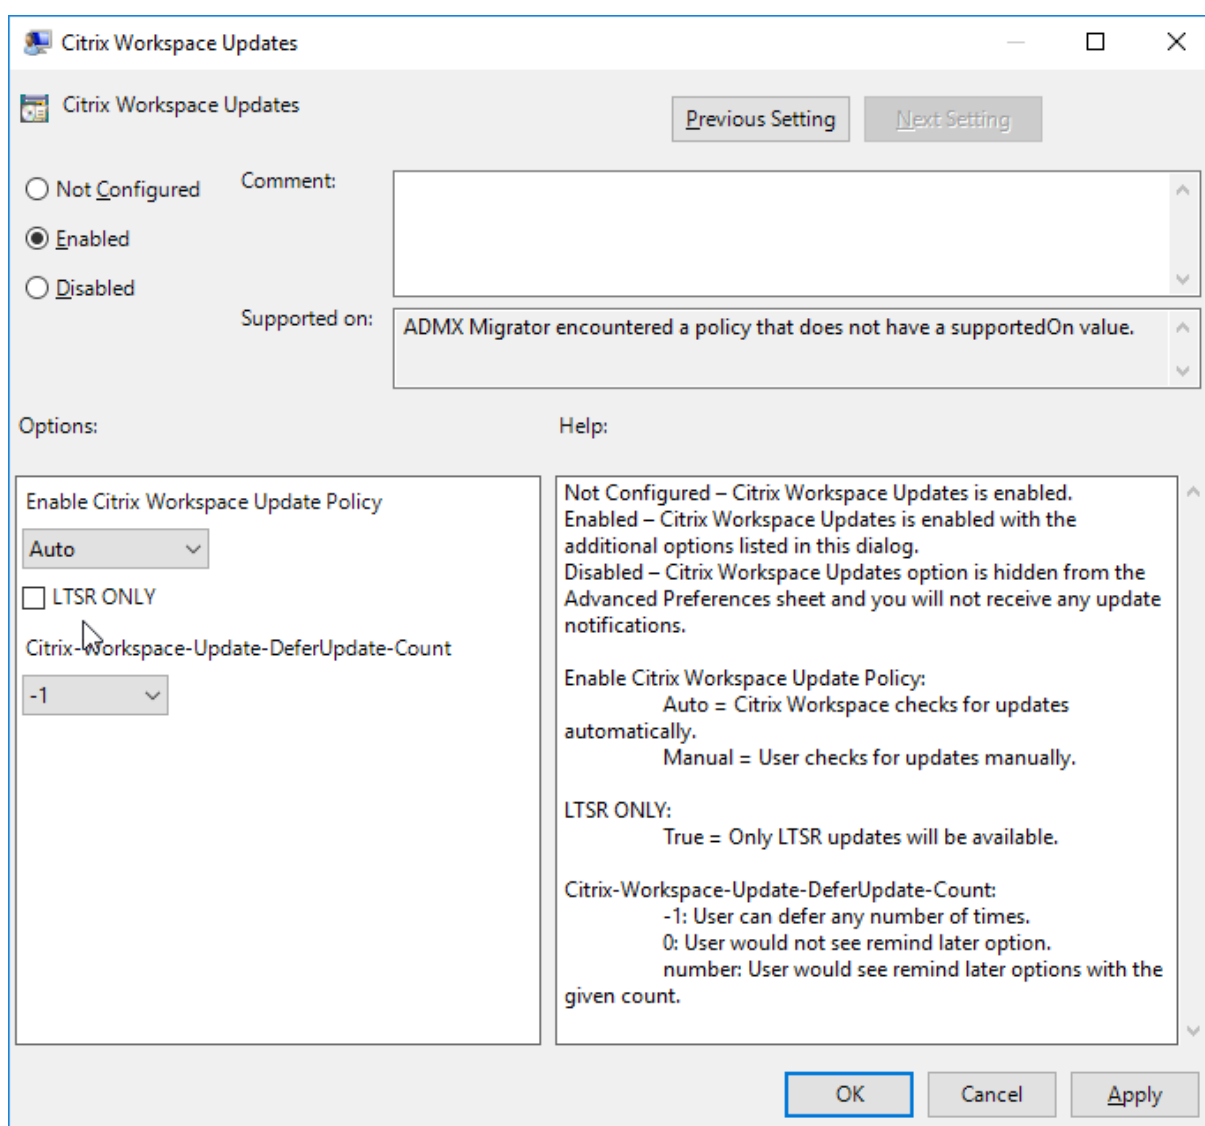 Citrix Workspace Updates
Citrix Workspace Updates
Previous Setting
Next Setting
Not Configured
Comment:
Enabled
Disabled
Supported on:
ADMX Migrator encountered a policy that does not have a supportedOn value.
Options:
Help:
Enable Citrix Workspace Update Policy
Auto
LTSR ONLY
Citrix-Workspace-Update-DeferUpdate-Count
-1
Not Configured – Citrix Workspace Updates is enabled.
Enabled – Citrix Workspace Updates is enabled with the
additional options listed in this dialog.
Disabled – Citrix Workspace Updates option is hidden from the
Advanced Preferences sheet and you will not receive any update
notifications.
Enable Citrix Workspace Update Policy:
Auto = Citrix Workspace checks for updates
automatically.
Manual = User checks for updates manually.
LTSR ONLY:
True = Only LTSR updates will be available.
Citrix-Workspace-Update-DeferUpdate-Count:
-1: User can defer any number of times.
0: User would not see remind later option.
number: User would see remind later options with the
given count.
OK
Cancel
Apply